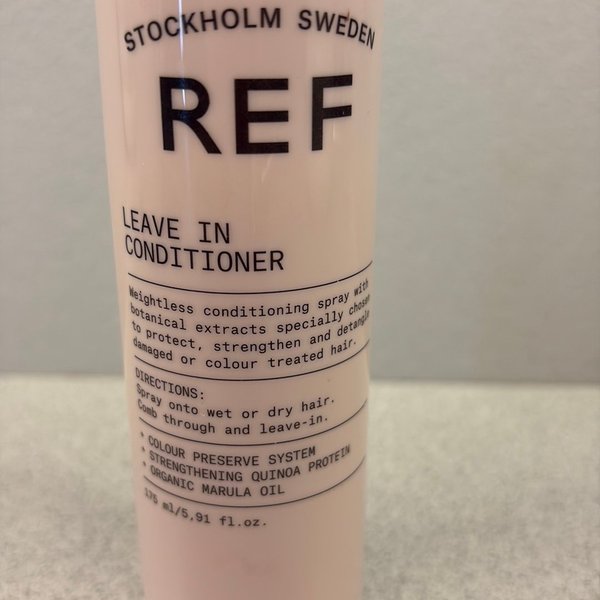 STOCKHOLM SWEDEN
REF
LEAVE IN
CONDITIONER
Weightless conditioning spray with
botanical extracts specially chosen
to protect, strengthen and detangle
damaged or colour treated hair.
DIRECTIONS:
Spray onto wet or dry hair.
Comb through and leave-in.
+ COLOUR PRESERVE SYSTEM
+ STRENGTHENING QUINOA PROTEIN
+ ORGANIC MARULA OIL
175 ml/5,91 fl.oz.